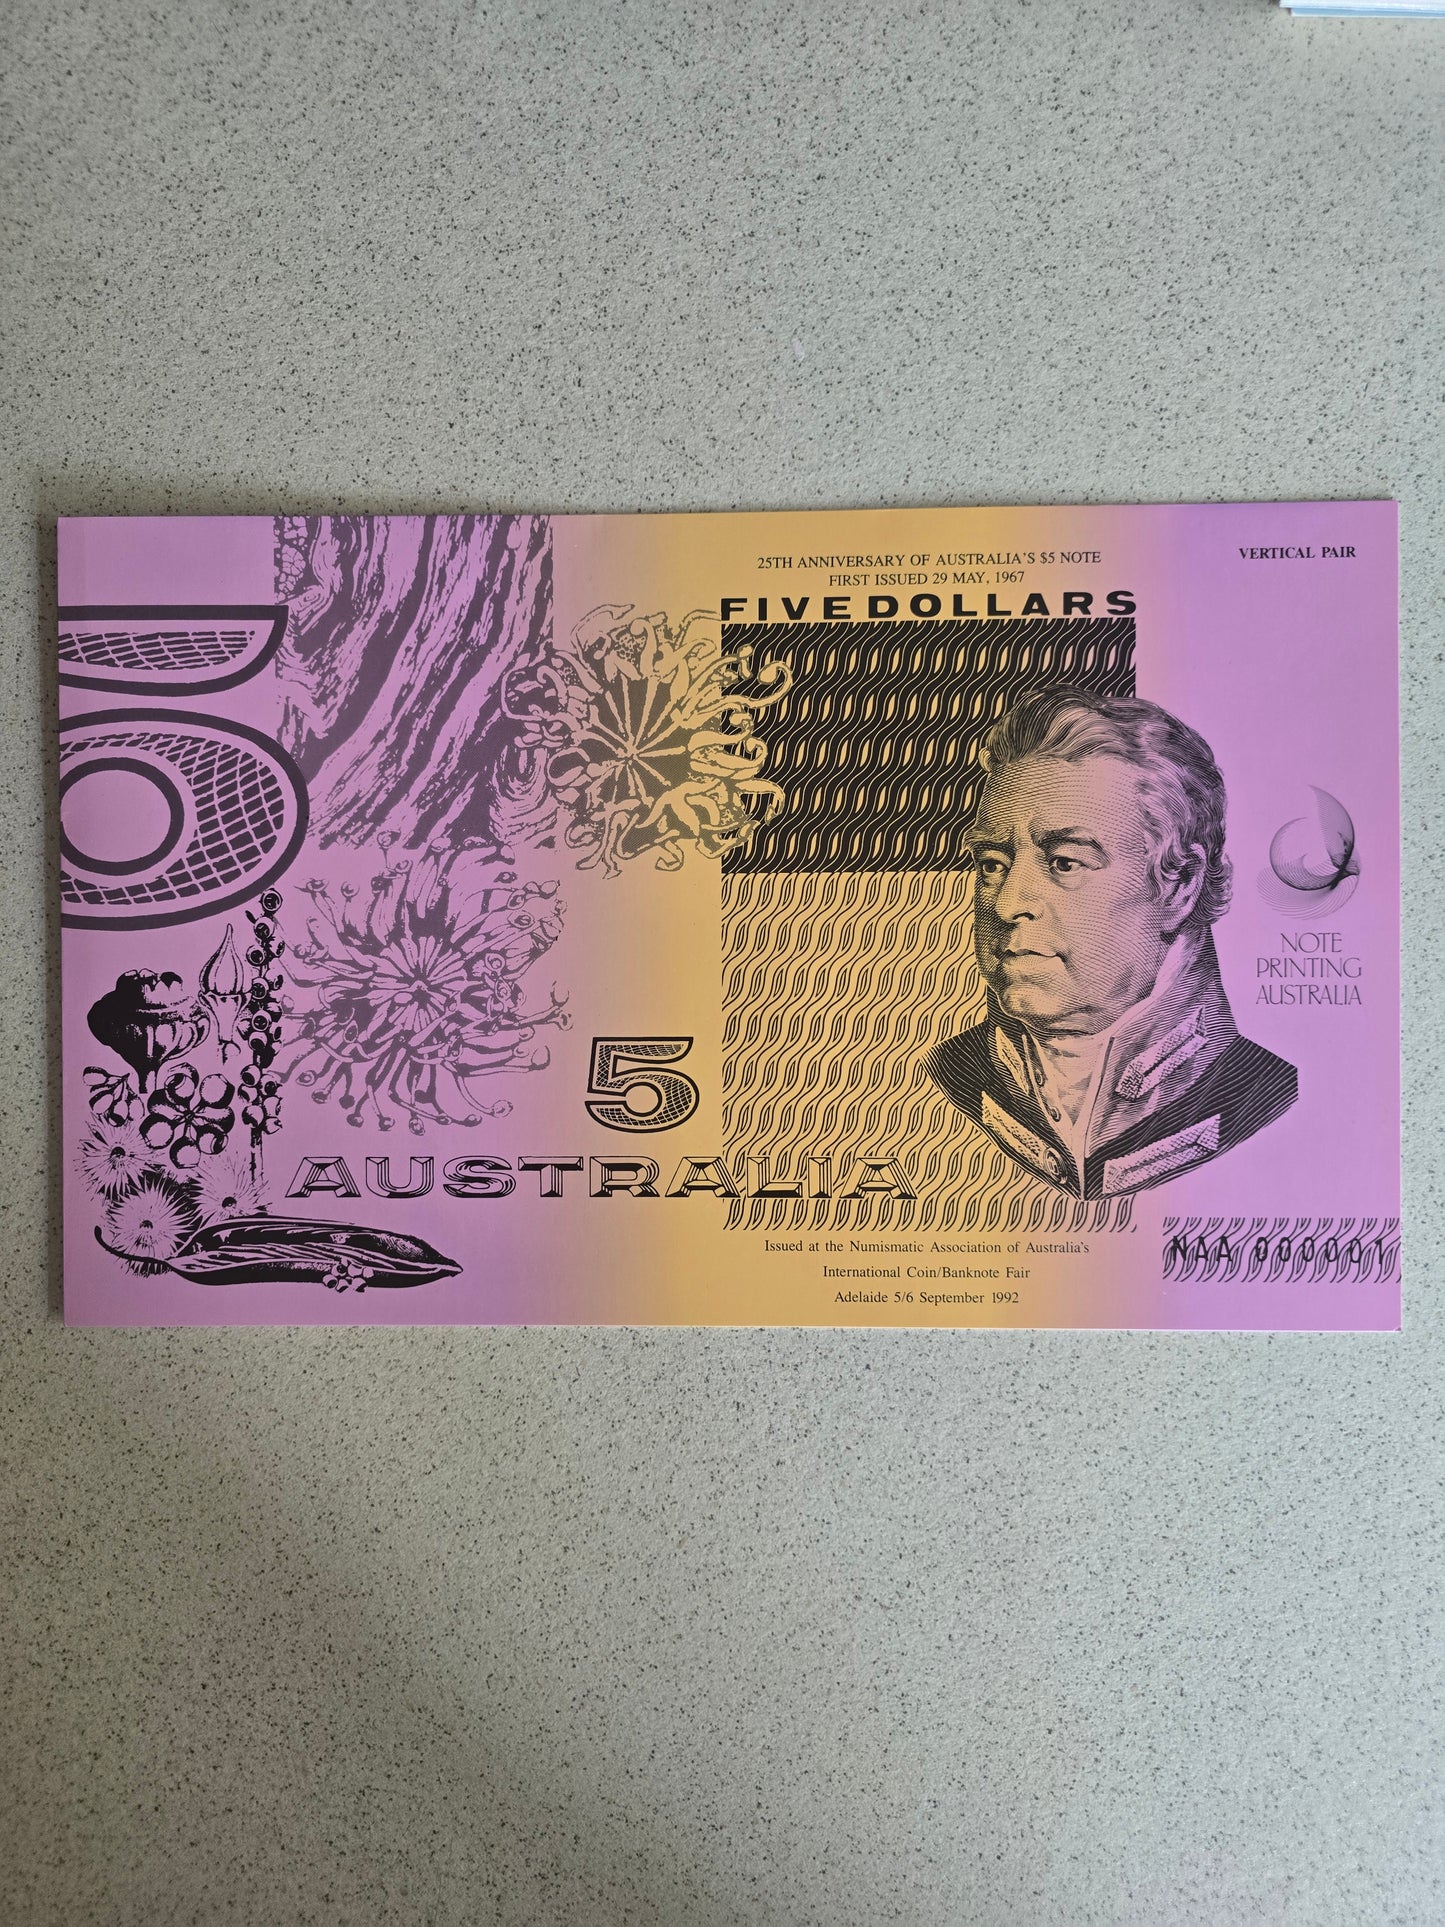 VERTICAL PAIR
25TH ANNIVERSARY OF AUSTRALIA'S $5 NOTE
FIRST ISSUED 29 MAY, 1967
FIVE DOLLARS
NOTE
PRINTING
AUSTRALIA
5
5
AUSTRALIA
Issued at the Numismatic Association of Australia's
International Coin/Banknote Fair
Adelaide 5/6 September 1992
NAA 000001